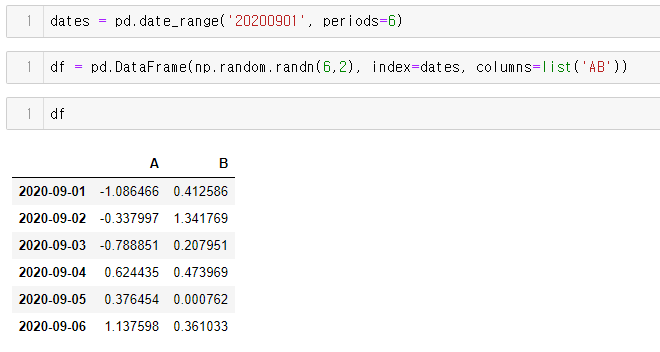 1 dates = pd.date_range('20200901', periods=6)
1 df = pd.DataFrame(np.random.randn(6,2), index=dates, columns=list('AB'))
1 df
A B
2020-09-01 -1.086466 0.412586
2020-09-02 -0.337997 1.341769
2020-09-03 -0.788851 0.207951
2020-09-04 0.624435 0.473969
2020-09-05 0.376454 0.000762
2020-09-06 1.137598 0.361033